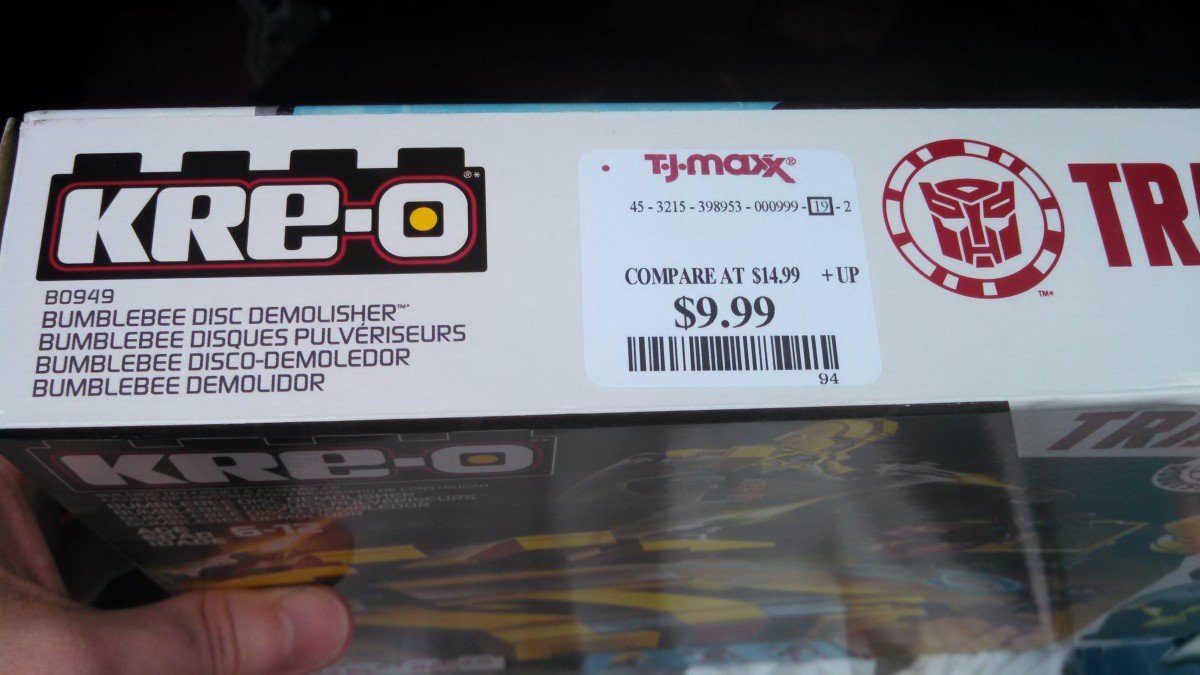 KRE-O ®*
B0949
BUMBLEBEE DISC DEMOLISHER™
BUMBLEBEE DISQUES PULVÉRISEURS
BUMBLEBEE DISCO-DEMOLEDOR
BUMBLEBEE DEMOLIDOR
T·J·maxx®
45 - 3215 - 398953 - 000999 - 19 - 2
COMPARE AT $14.99 + UP
$9.99
94
TM*
TR
KRE-O
TR